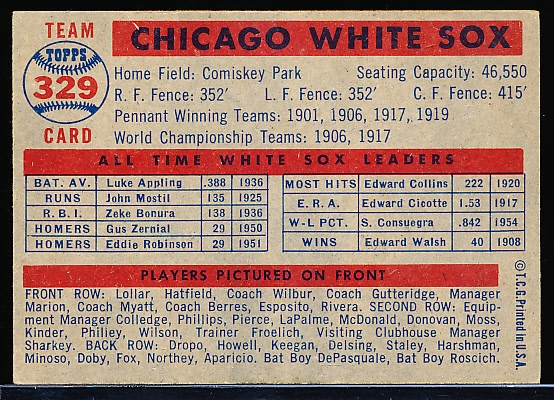 TEAM
TOPPS
329
CARD
CHICAGO WHITE SOX
Home Field: Comiskey Park Seating Capacity: 46,550
R. F. Fence: 352' L. F. Fence: 352' C. F. Fence: 415'
Pennant Winning Teams: 1901, 1906, 1917, 1919
World Championship Teams: 1906, 1917
ALL TIME WHITE SOX LEADERS
BAT. AV. Luke Appling .388 1936
RUNS John Mostil 135 1925
R.B.I. Zeke Bonura 138 1936
HOMERS Gus Zernial 29 1950
HOMERS Eddie Robinson 29 1951
MOST HITS Edward Collins 222 1920
E.R.A. Edward Cicotte 1.53 1917
W-L PCT. S. Consuegra .842 1954
WINS Edward Walsh 40 1908
PLAYERS PICTURED ON FRONT
FRONT ROW: Lollar, Hatfield, Coach Wilbur, Coach Gutteridge, Manager
Marion, Coach Myatt, Coach Berres, Esposito, Rivera. SECOND ROW: Equip-
ment Manager Colledge, Phillips, Pierce, LaPalme, McDonald, Donovan, Moss,
Kinder, Philley, Wilson, Trainer Froelich, Visiting Clubhouse Manager
Sharkey. BACK ROW: Dropo, Howell, Keegan, Delsing, Staley, Harshman,
Minoso, Doby, Fox, Northey, Aparicio. Bat Boy DePasquale, Bat Boy Roscich.
© T.C.G. Printed in U.S.A.